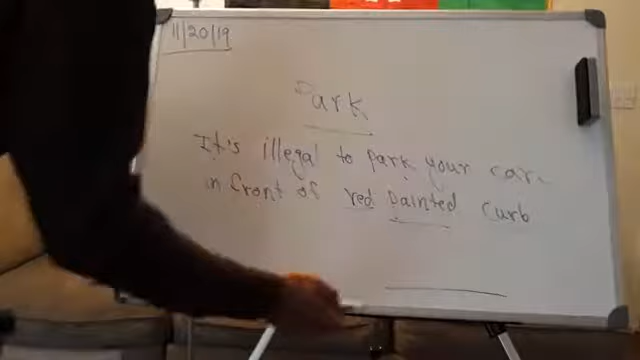 11/20/19
Park
It's illegal to park your car
in front of red painted curb